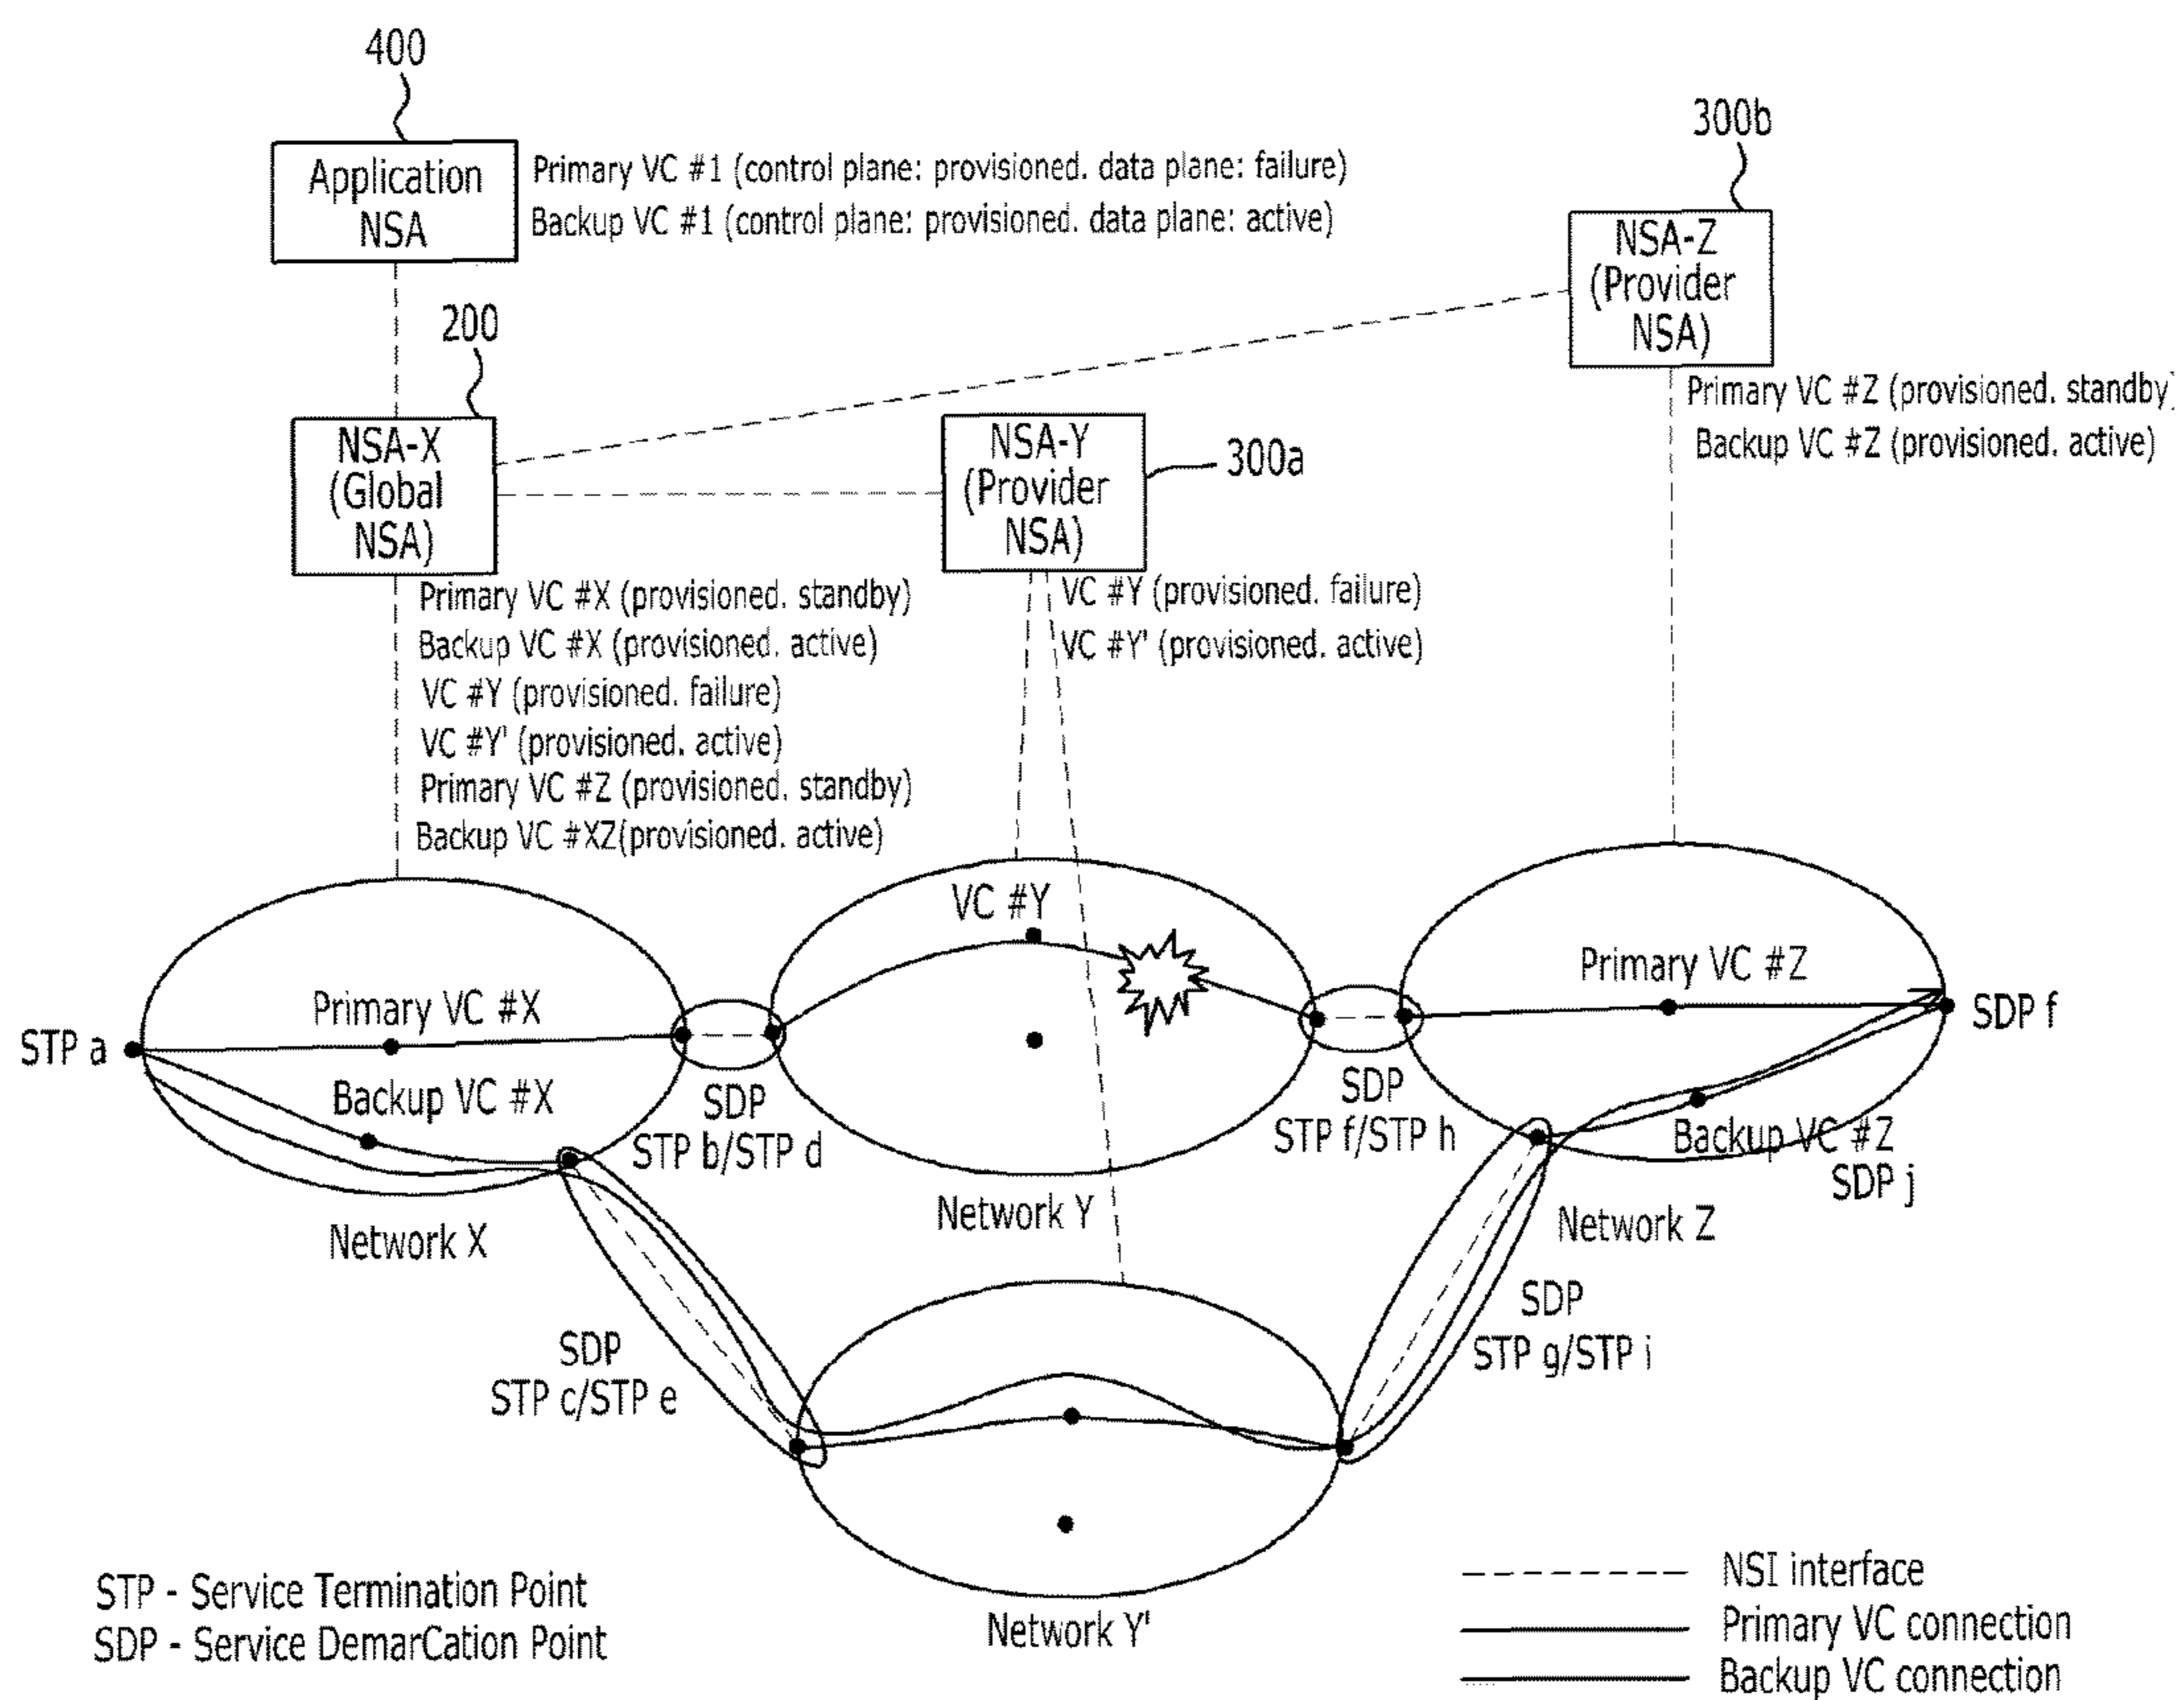 400
Application
NSA
Primary VC #1 (control plane: provisioned. data plane: failure)
Backup VC #1 (control plane: provisioned. data plane: active)
300b
NSA-Z
(Provider
NSA)
Primary VC #Z (provisioned. standby)
Backup VC #Z (provisioned. active)
200
NSA-X
(Global
NSA)
NSA-Y
(Provider
NSA)
300a
Primary VC #X (provisioned. standby)
Backup VC #X (provisioned. active)
VC #Y (provisioned. failure)
VC #Y' (provisioned. active)
Primary VC #Z (provisioned. standby)
Backup VC #XZ(provisioned. active)
VC #Y (provisioned. failure)
VC #Y' (provisioned. active)
VC #Y
Primary VC #X
Primary VC #Z
STP a
SDP f
Backup VC #X
SDP
STP b/STP d
SDP
STP f/STP h
Backup VC #Z
SDP j
Network X
Network Y
Network Z
SDP
STP c/STP e
SDP
STP g/STP i
Network Y'
STP - Service Termination Point
SDP - Service DemarCation Point
NSI interface
Primary VC connection
Backup VC connection